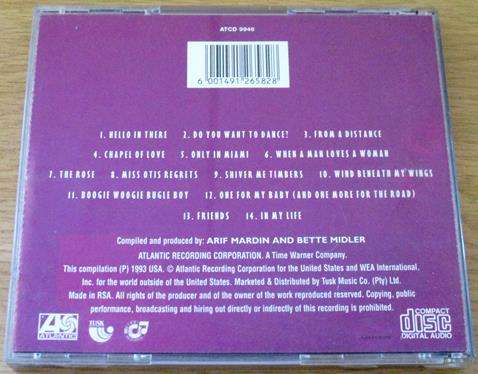 ATCD 9946
6 001491 265828
1. HELLO IN THERE 2. DO YOU WANT TO DANCE? 3. FROM A DISTANCE
4. CHAPEL OF LOVE 5. ONLY IN MIAMI 6. WHEN A MAN LOVES A WOMAN
7. THE ROSE 8. MISS OTIS REGRETS 9. SHIVER ME TIMBERS 10. WIND BENEATH MY WINGS
11. BOOGIE WOOGIE BUGLE BOY 12. ONE FOR MY BABY (AND ONE MORE FOR THE ROAD)
13. FRIENDS 14. IN MY LIFE
Compiled and produced by: ARIF MARDIN AND BETTE MIDLER
ATLANTIC RECORDING CORPORATION. A Time Warner Company.
This compilation (P) 1993 USA. © Atlantic Recording Corporation for the United States and WEA International,
Inc. for the world outside of the United States. Marketed & Distributed by Tusk Music Co. (Pty) Ltd.
Made in RSA. All rights of the producer and of the owner of the work reproduced reserved. Copying, public
performance, broadcasting and hiring out directly or indirectly of this recording is prohibited.
ATLANTIC
TUSK
COMPACT
disc
DIGITAL AUDIO